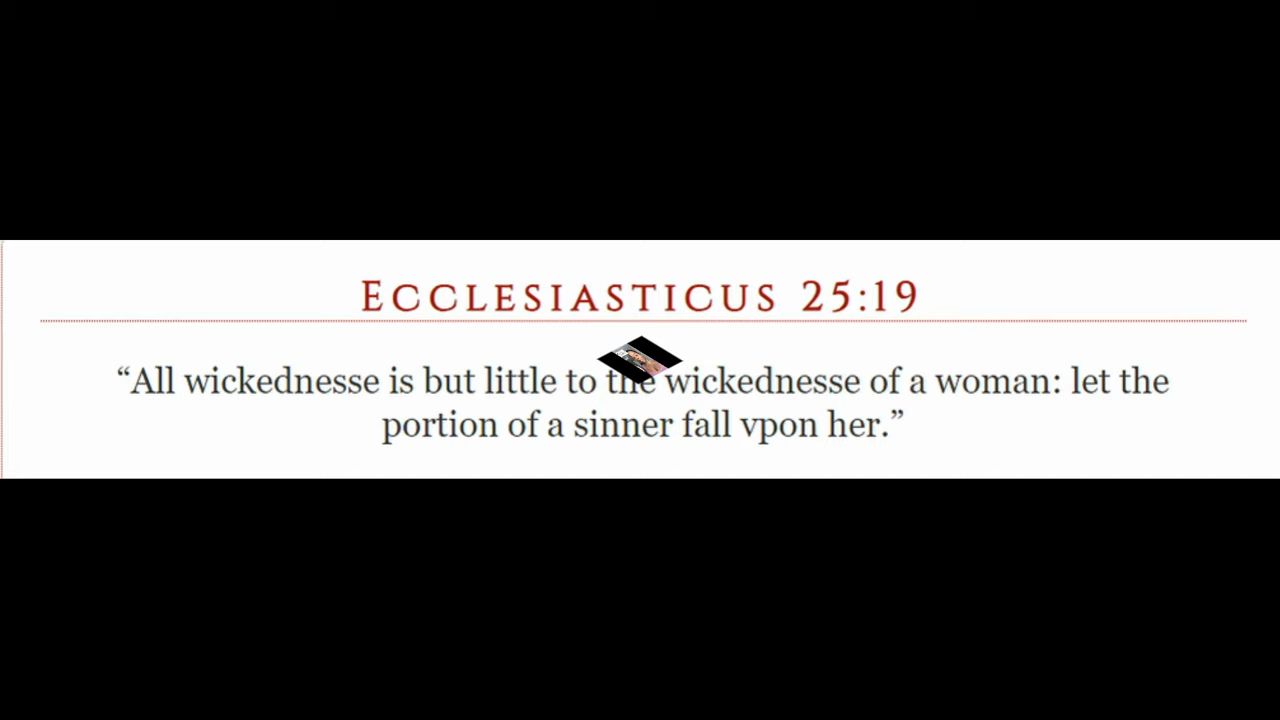 ECCLESIASTICUS 25:19
“All wickednesse is but little to the wickednesse of a woman: let the
portion of a sinner fall vpon her.”